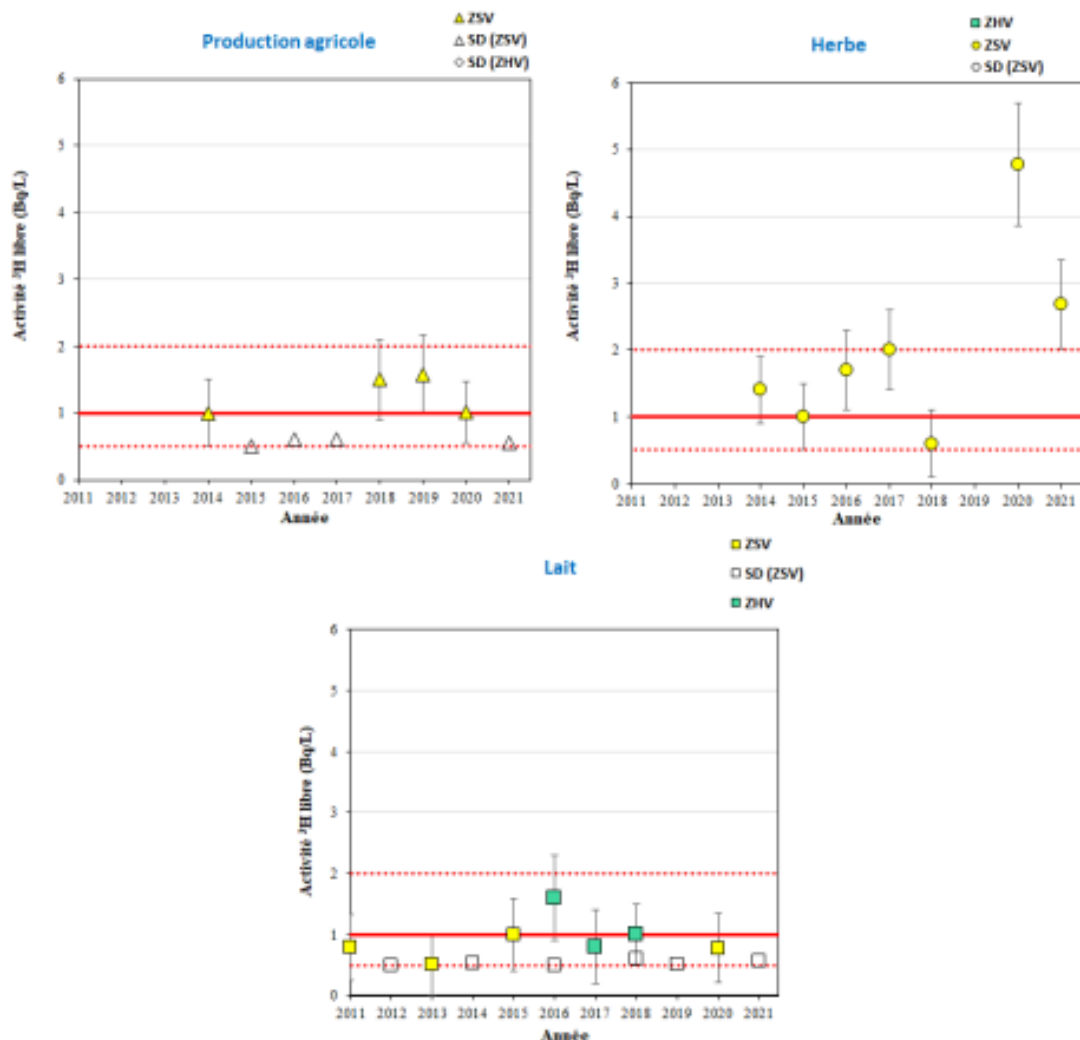 Production agricole
ZSV
SD (ZSV)
SD (ZHV)
Activité ³H libre (Bq/L)
6
5
4
3
2
1
0
2011 2012 2013 2014 2015 2016 2017 2018 2019 2020 2021
Année
Herbe
ZHV
ZSV
SD (ZSV)
Activité ³H libre (Bq/L)
6
5
4
3
2
1
0
2011 2012 2013 2014 2015 2016 2017 2018 2019 2020 2021
Année
Lait
ZSV
SD (ZSV)
ZHV
Activité ³H libre (Bq/L)
6
5
4
3
2
1
0
2011 2012 2013 2014 2015 2016 2017 2018 2019 2020 2021
Année